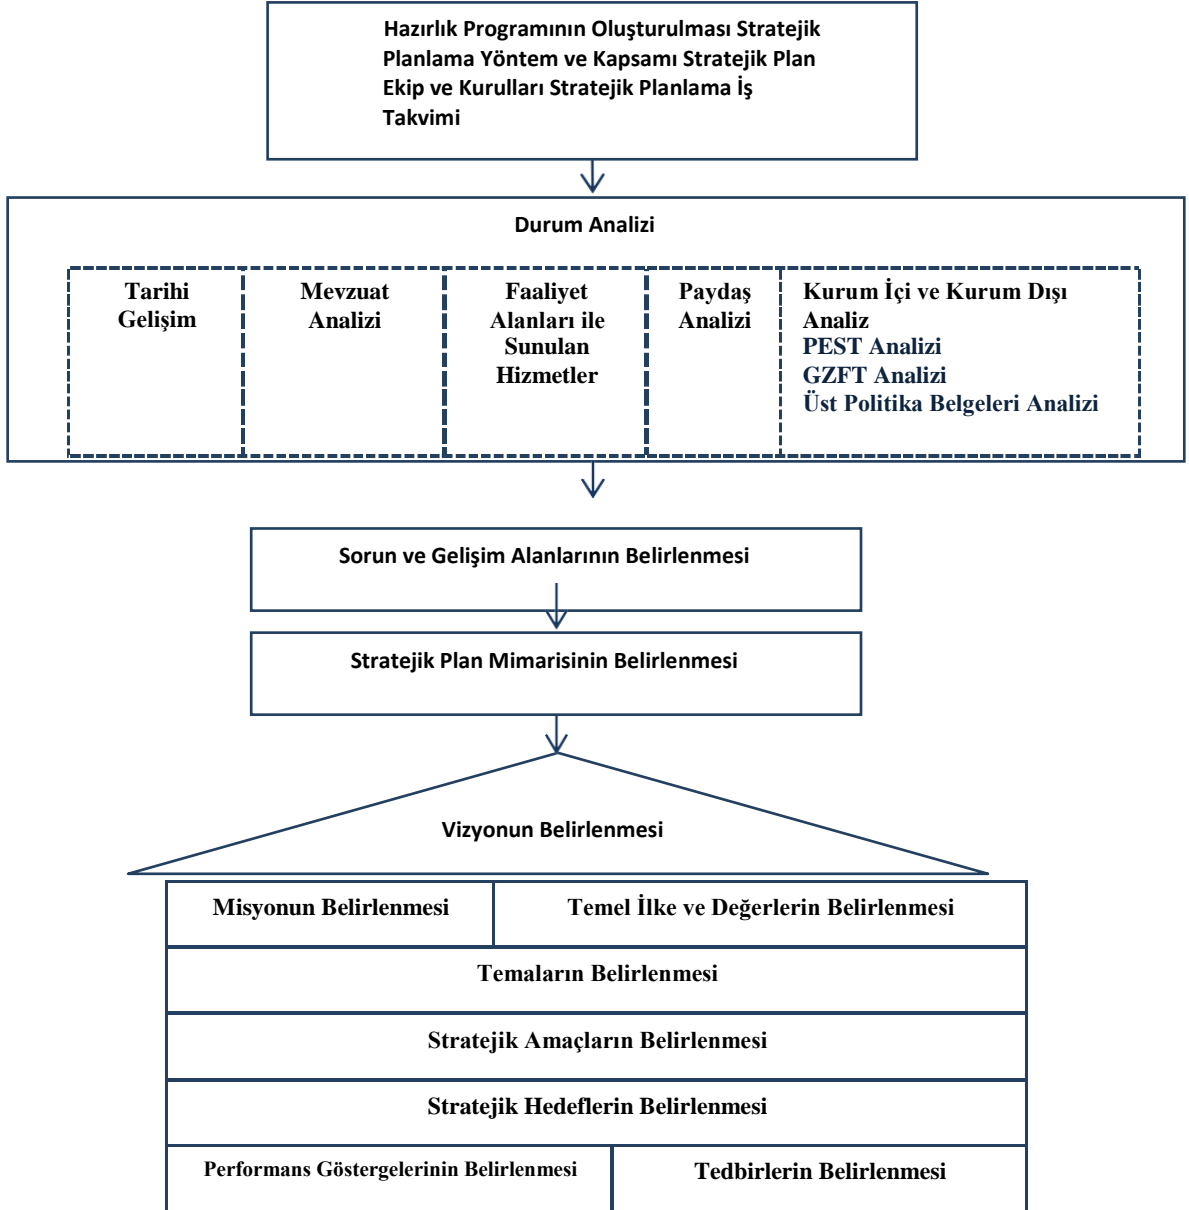 Hazırlık Programının Oluşturulması Stratejik
Planlama Yöntem ve Kapsamı Stratejik Plan
Ekip ve Kurulları Stratejik Planlama İş
Takvimi
Durum Analizi
Tarihi
Gelişim
Mevzuat
Analizi
Faaliyet
Alanları ile
Sunulan
Hizmetler
Paydaş
Analizi
Kurum İçi ve Kurum Dışı
Analiz
PEST Analizi
GZFT Analizi
Üst Politika Belgeleri Analizi
Sorun ve Gelişim Alanlarının Belirlenmesi
Stratejik Plan Mimarisinin Belirlenmesi
Vizyonun Belirlenmesi
Misyonun Belirlenmesi
Temel İlke ve Değerlerin Belirlenmesi
Temaların Belirlenmesi
Stratejik Amaçların Belirlenmesi
Stratejik Hedeflerin Belirlenmesi
Performans Göstergelerinin Belirlenmesi
Tedbirlerin Belirlenmesi